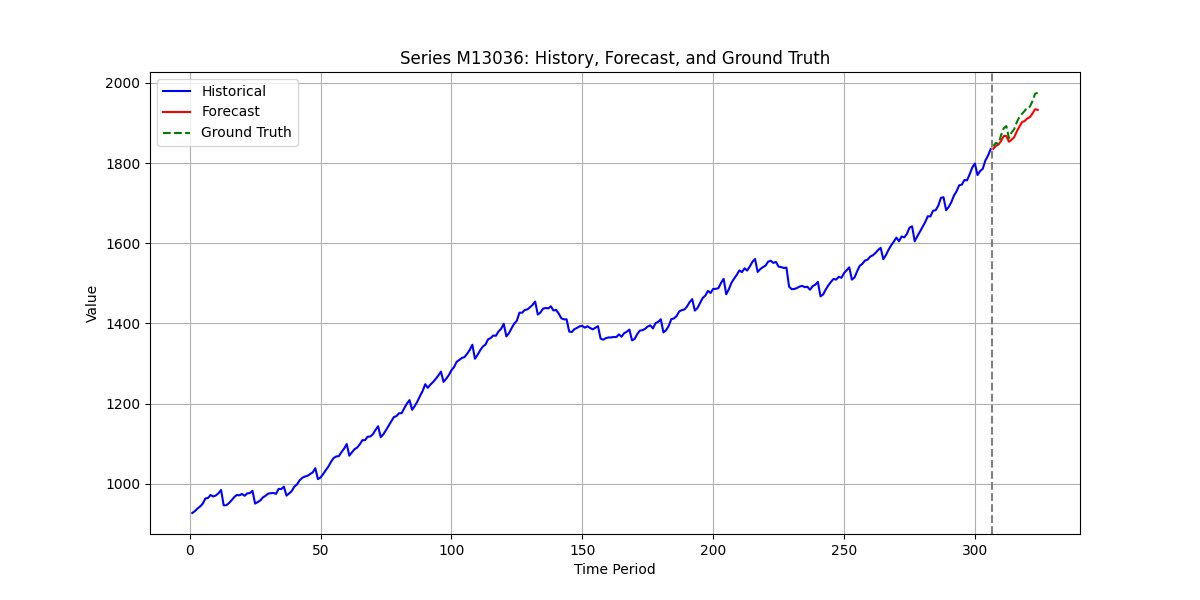 Series M13036: History, Forecast, and Ground Truth
Historical
Forecast
Ground Truth
2000
1800
1600
1400
1200
1000
Value
0 50 100 150 200 250 300
Time Period